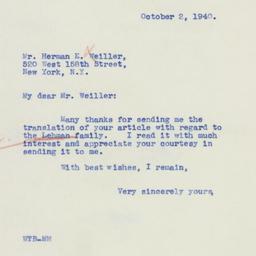 October 2, 1940.
Mr. Herman E. Weiller,
520 West 158th Street,
New York, N.Y.
My dear Mr. Weiller:
Many thanks for sending me the
translation of your article with regard to
the Lehman family. I read it with much
interest and appreciate your courtesy in
sending it to me.
With best wishes, I remain,
Very sincerely yours,
WTB-MM